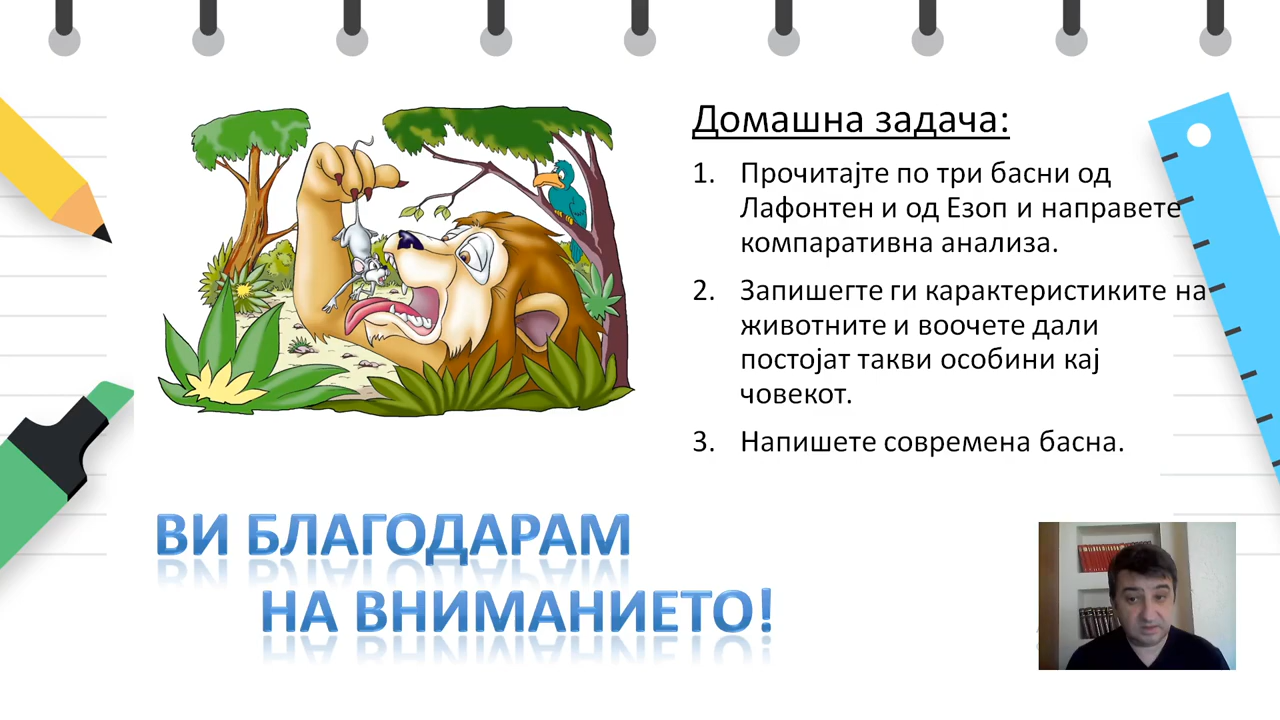 Домашна задача:
1. Прочитајте по три басни од
Лафонтен и од Езоп и направете
компаративна анализа.
2. Запишегте ги карактеристиките на
животните и воочете дали
постојат такви особини кај
човекот.
3. Напишете современа басна.
ВИ БЛАГОДАРАМ
НА ВНИМАНИЕТО!